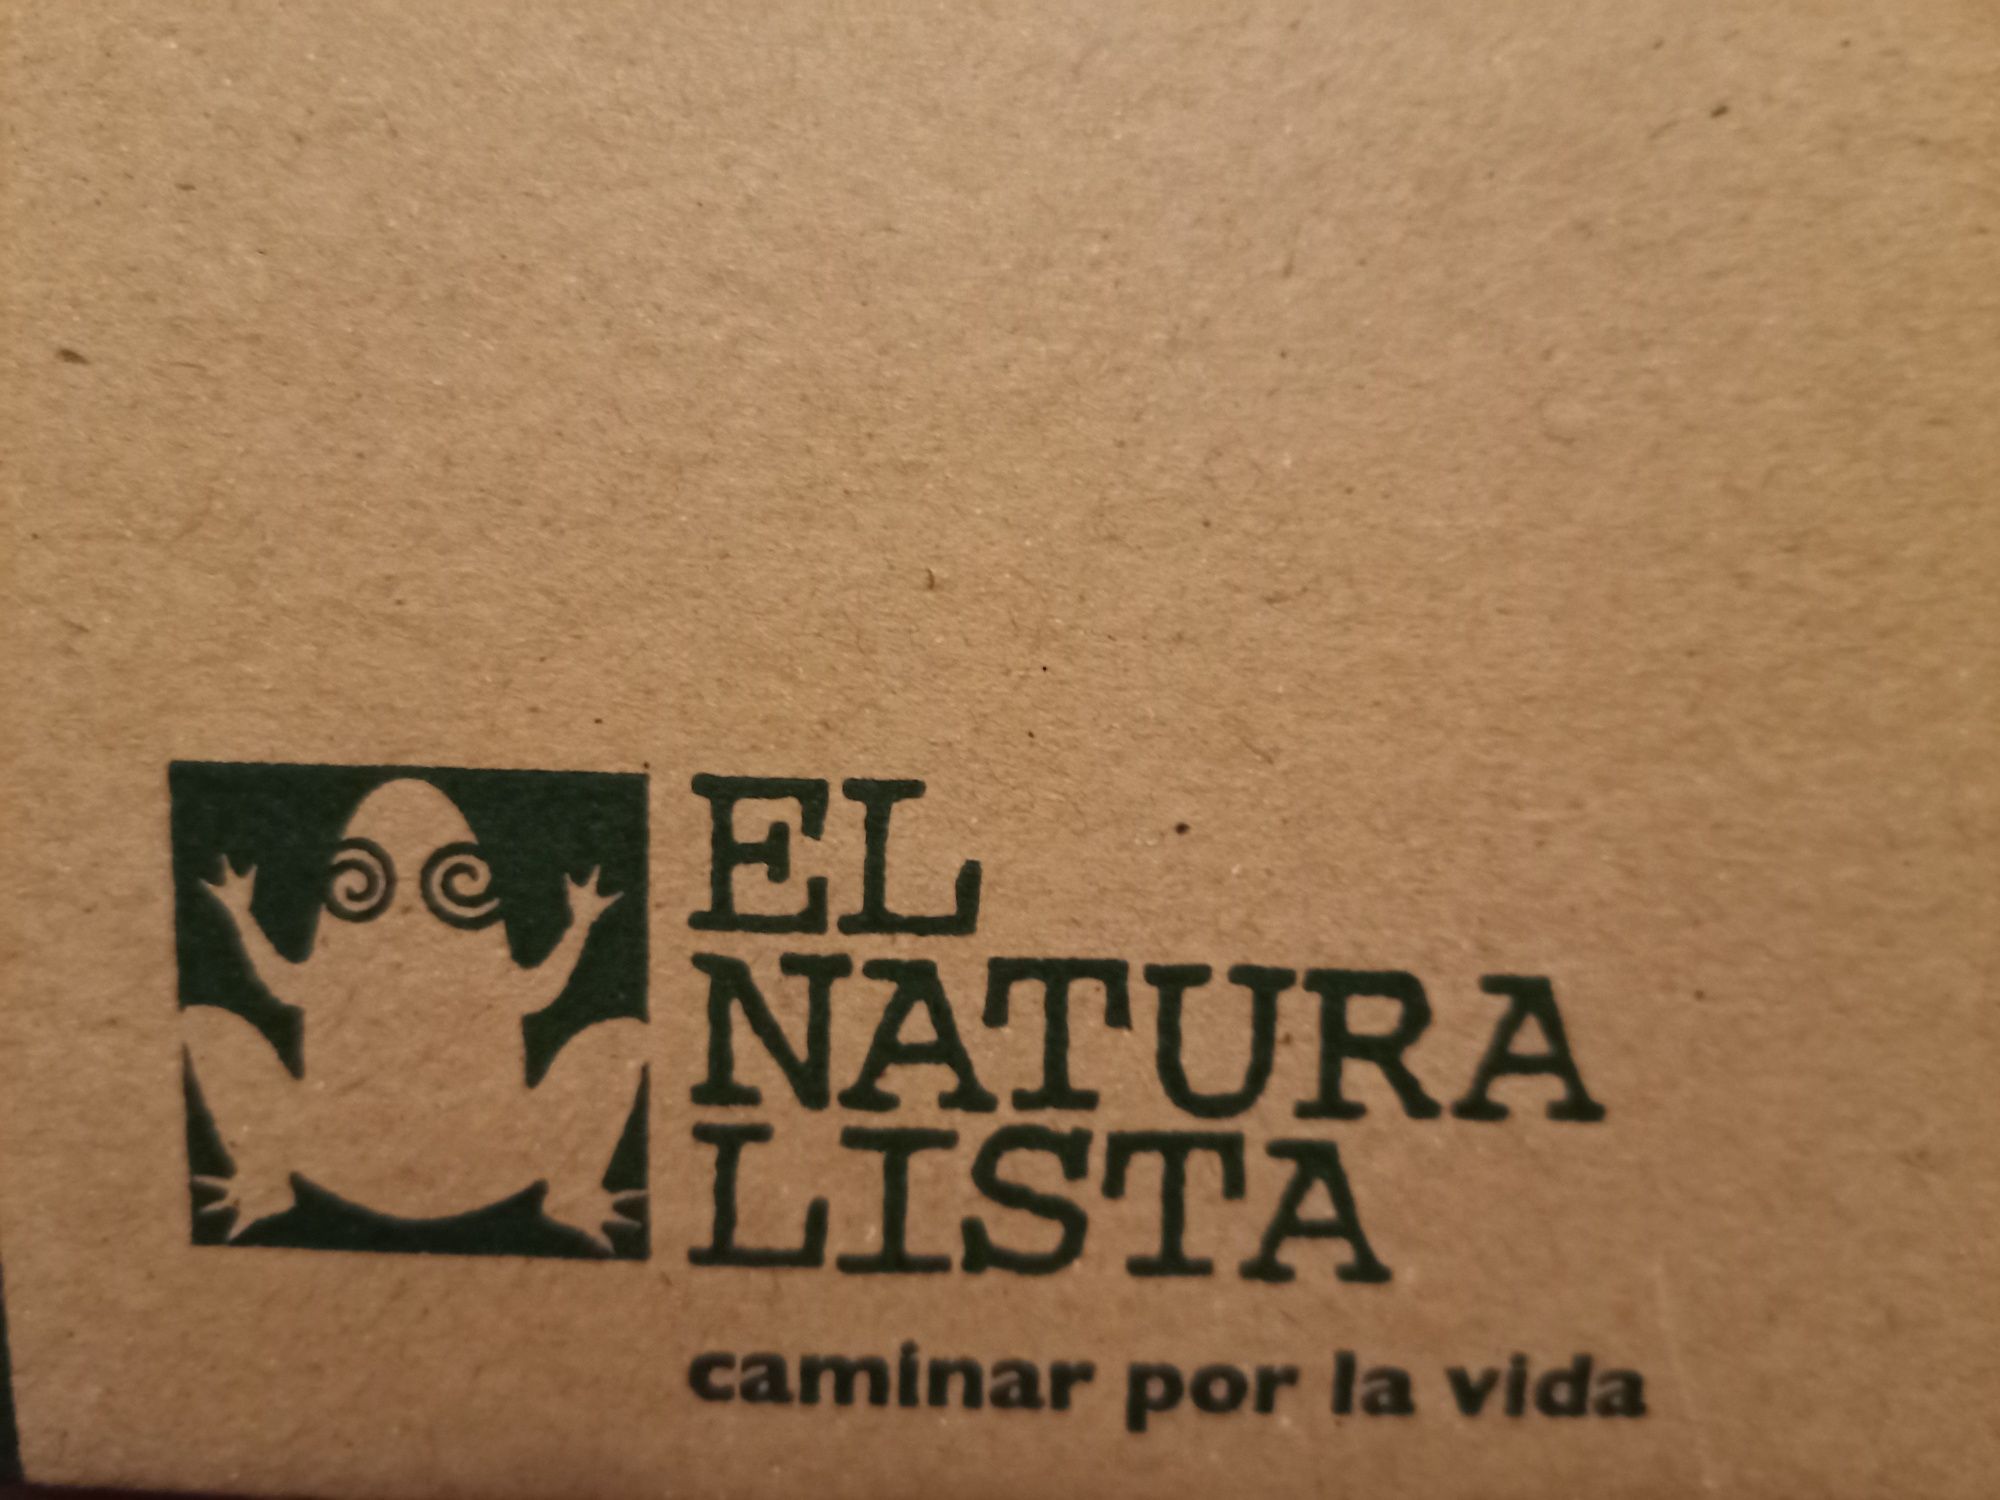 EL
NATURA
LISTA
caminar por la vida